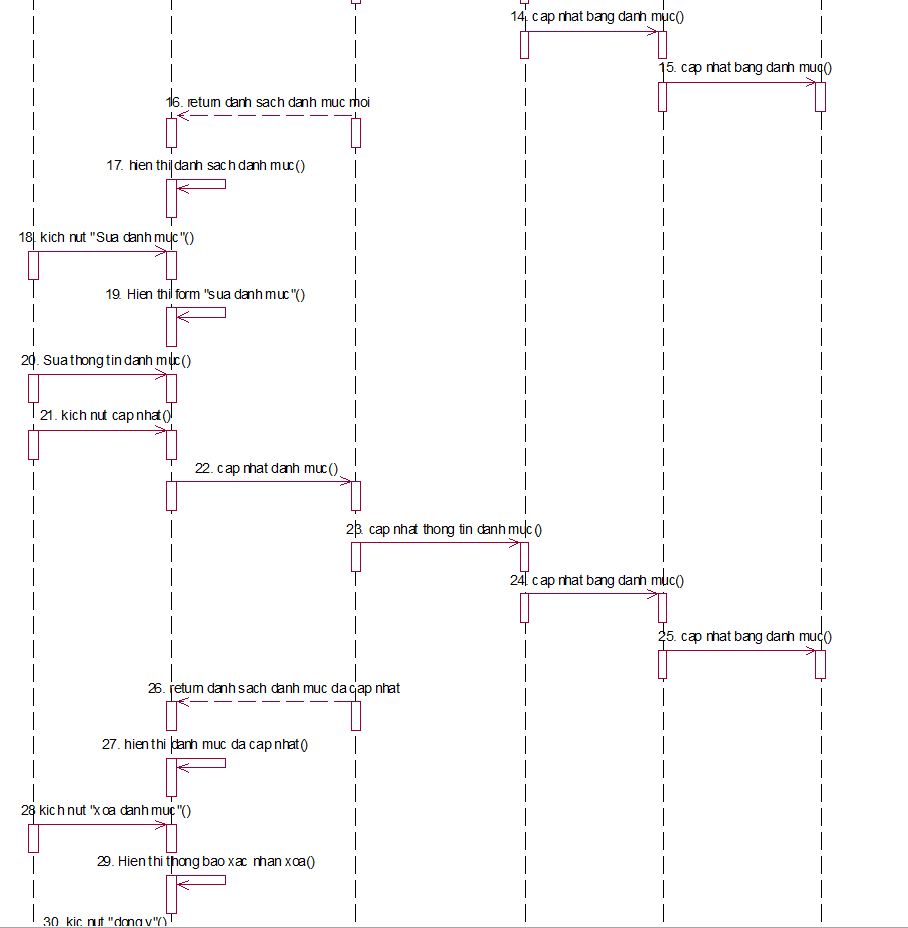 14. cap nhat bang danh muc()
15. cap nhat bang danh muc()
16. return danh sach danh muc moi
17. hien thi danh sach danh muc()
18. kich nut "Sua danh muc"()
19. Hien thi form "sua danh muc"()
20. Sua thong tin danh muc()
21. kich nut cap nhat()
22. cap nhat danh muc()
23. cap nhat thong tin danh muc()
24. cap nhat bang danh muc()
25. cap nhat bang danh muc()
26. return danh sach danh muc da cap nhat
27. hien thi danh muc da cap nhat()
28 kich nut "xoa danh muc"()
29. Hien thi thong bao xac nhan xoa()
30. kic nut "dong y"()